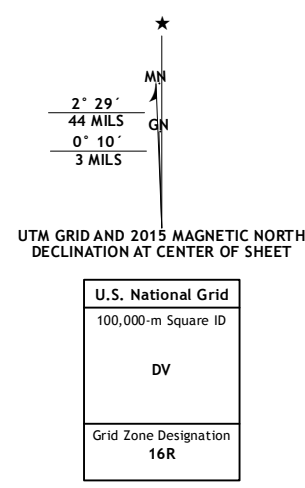 MN
2° 29´
44 MILS
GN
0° 10´
3 MILS
UTM GRID AND 2015 MAGNETIC NORTH
DECLINATION AT CENTER OF SHEET
U.S. National Grid
100,000-m Square ID
DV
Grid Zone Designation
16R